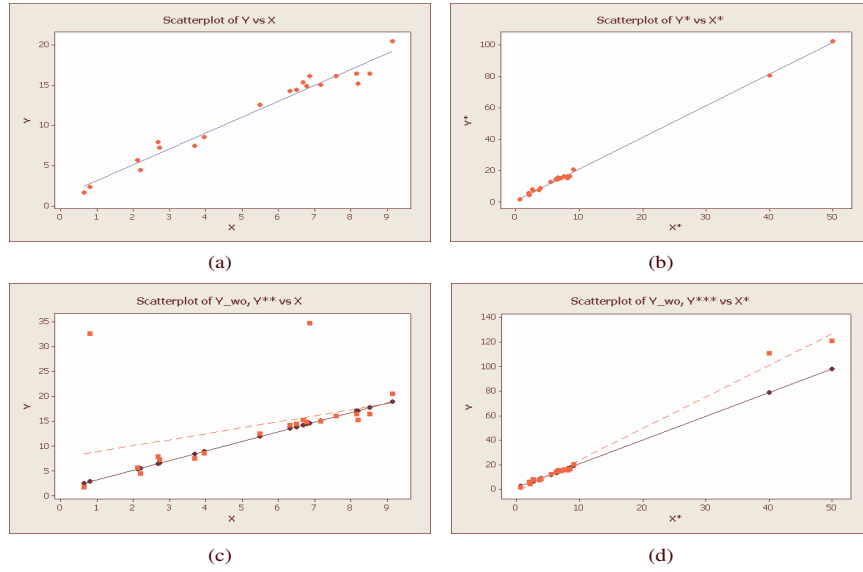 Scatterplot of Y vs X
20
15
10
5
0
Y
0 1 2 3 4 5 6 7 8 9
X
(a)
Scatterplot of Y* vs X*
100
80
60
40
20
0
Y*
0 10 20 30 40 50
X*
(b)
Scatterplot of Y_wo, Y** vs X
35
30
25
20
15
10
5
0
Y
0 1 2 3 4 5 6 7 8 9
X
(c)
Scatterplot of Y_wo, Y*** vs X*
140
120
100
80
60
40
20
0
Y
0 10 20 30 40 50
X*
(d)